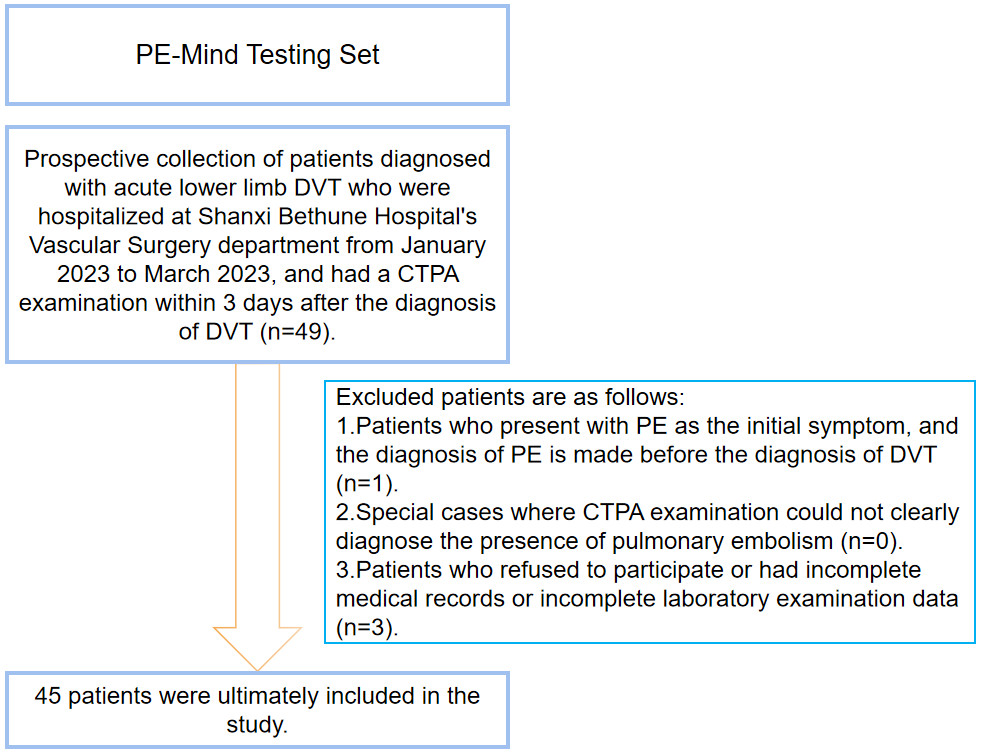 PE-Mind Testing Set
Prospective collection of patients diagnosed
with acute lower limb DVT who were
hospitalized at Shanxi Bethune Hospital's
Vascular Surgery department from January
2023 to March 2023, and had a CTPA
examination within 3 days after the diagnosis
of DVT (n=49).
Excluded patients are as follows:
1.Patients who present with PE as the initial symptom, and
the diagnosis of PE is made before the diagnosis of DVT
(n=1).
2.Special cases where CTPA examination could not clearly
diagnose the presence of pulmonary embolism (n=0).
3.Patients who refused to participate or had incomplete
medical records or incomplete laboratory examination data
(n=3).
45 patients were ultimately included in the
study.